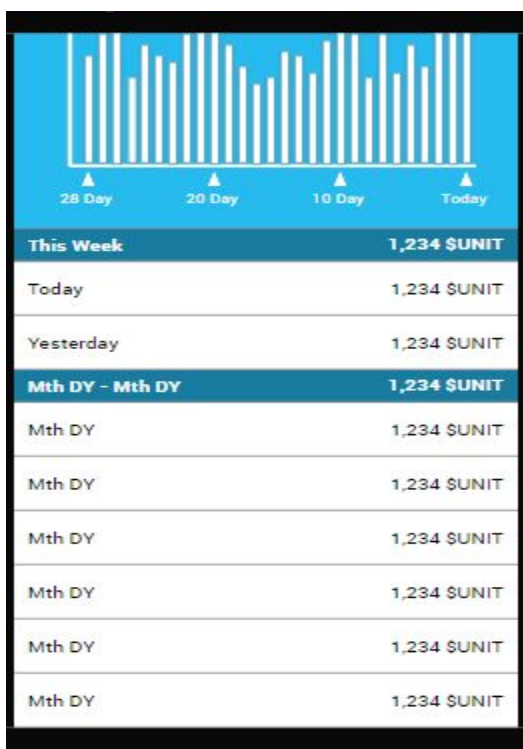 28 Day 20 Day 10 Day Today
This Week 1,234 $UNIT
Today 1,234 $UNIT
Yesterday 1,234 $UNIT
Mth DY - Mth DY 1,234 $UNIT
Mth DY 1,234 $UNIT
Mth DY 1,234 $UNIT
Mth DY 1,234 $UNIT
Mth DY 1,234 $UNIT
Mth DY 1,234 $UNIT
Mth DY 1,234 $UNIT